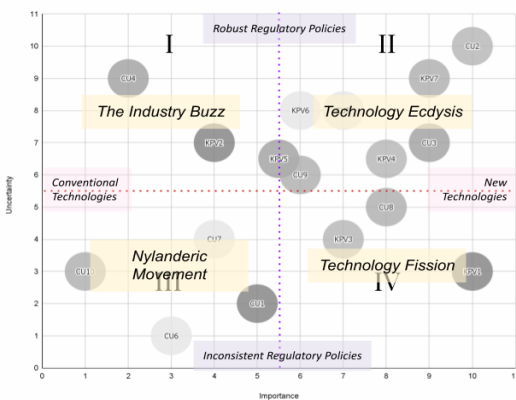 11
Robust Regulatory Policies
I
II
10
CU2
9
CU4
KPV7
8
KPV6
The Industry Buzz
Technology Ecdysis
7
KPV2
CU3
KPV5
KPV4
6
CU9
Conventional
Technologies
New
Technologies
5
CU8
Uncertainty
4
CU7
KPV3
Nylanderic
Movement
Technology Fission
3
KPV1
III
IV
2
CU1
1
CU6
Inconsistent Regulatory Policies
0
0 1 2 3 4 5 6 7 8 9 10 11
Importance